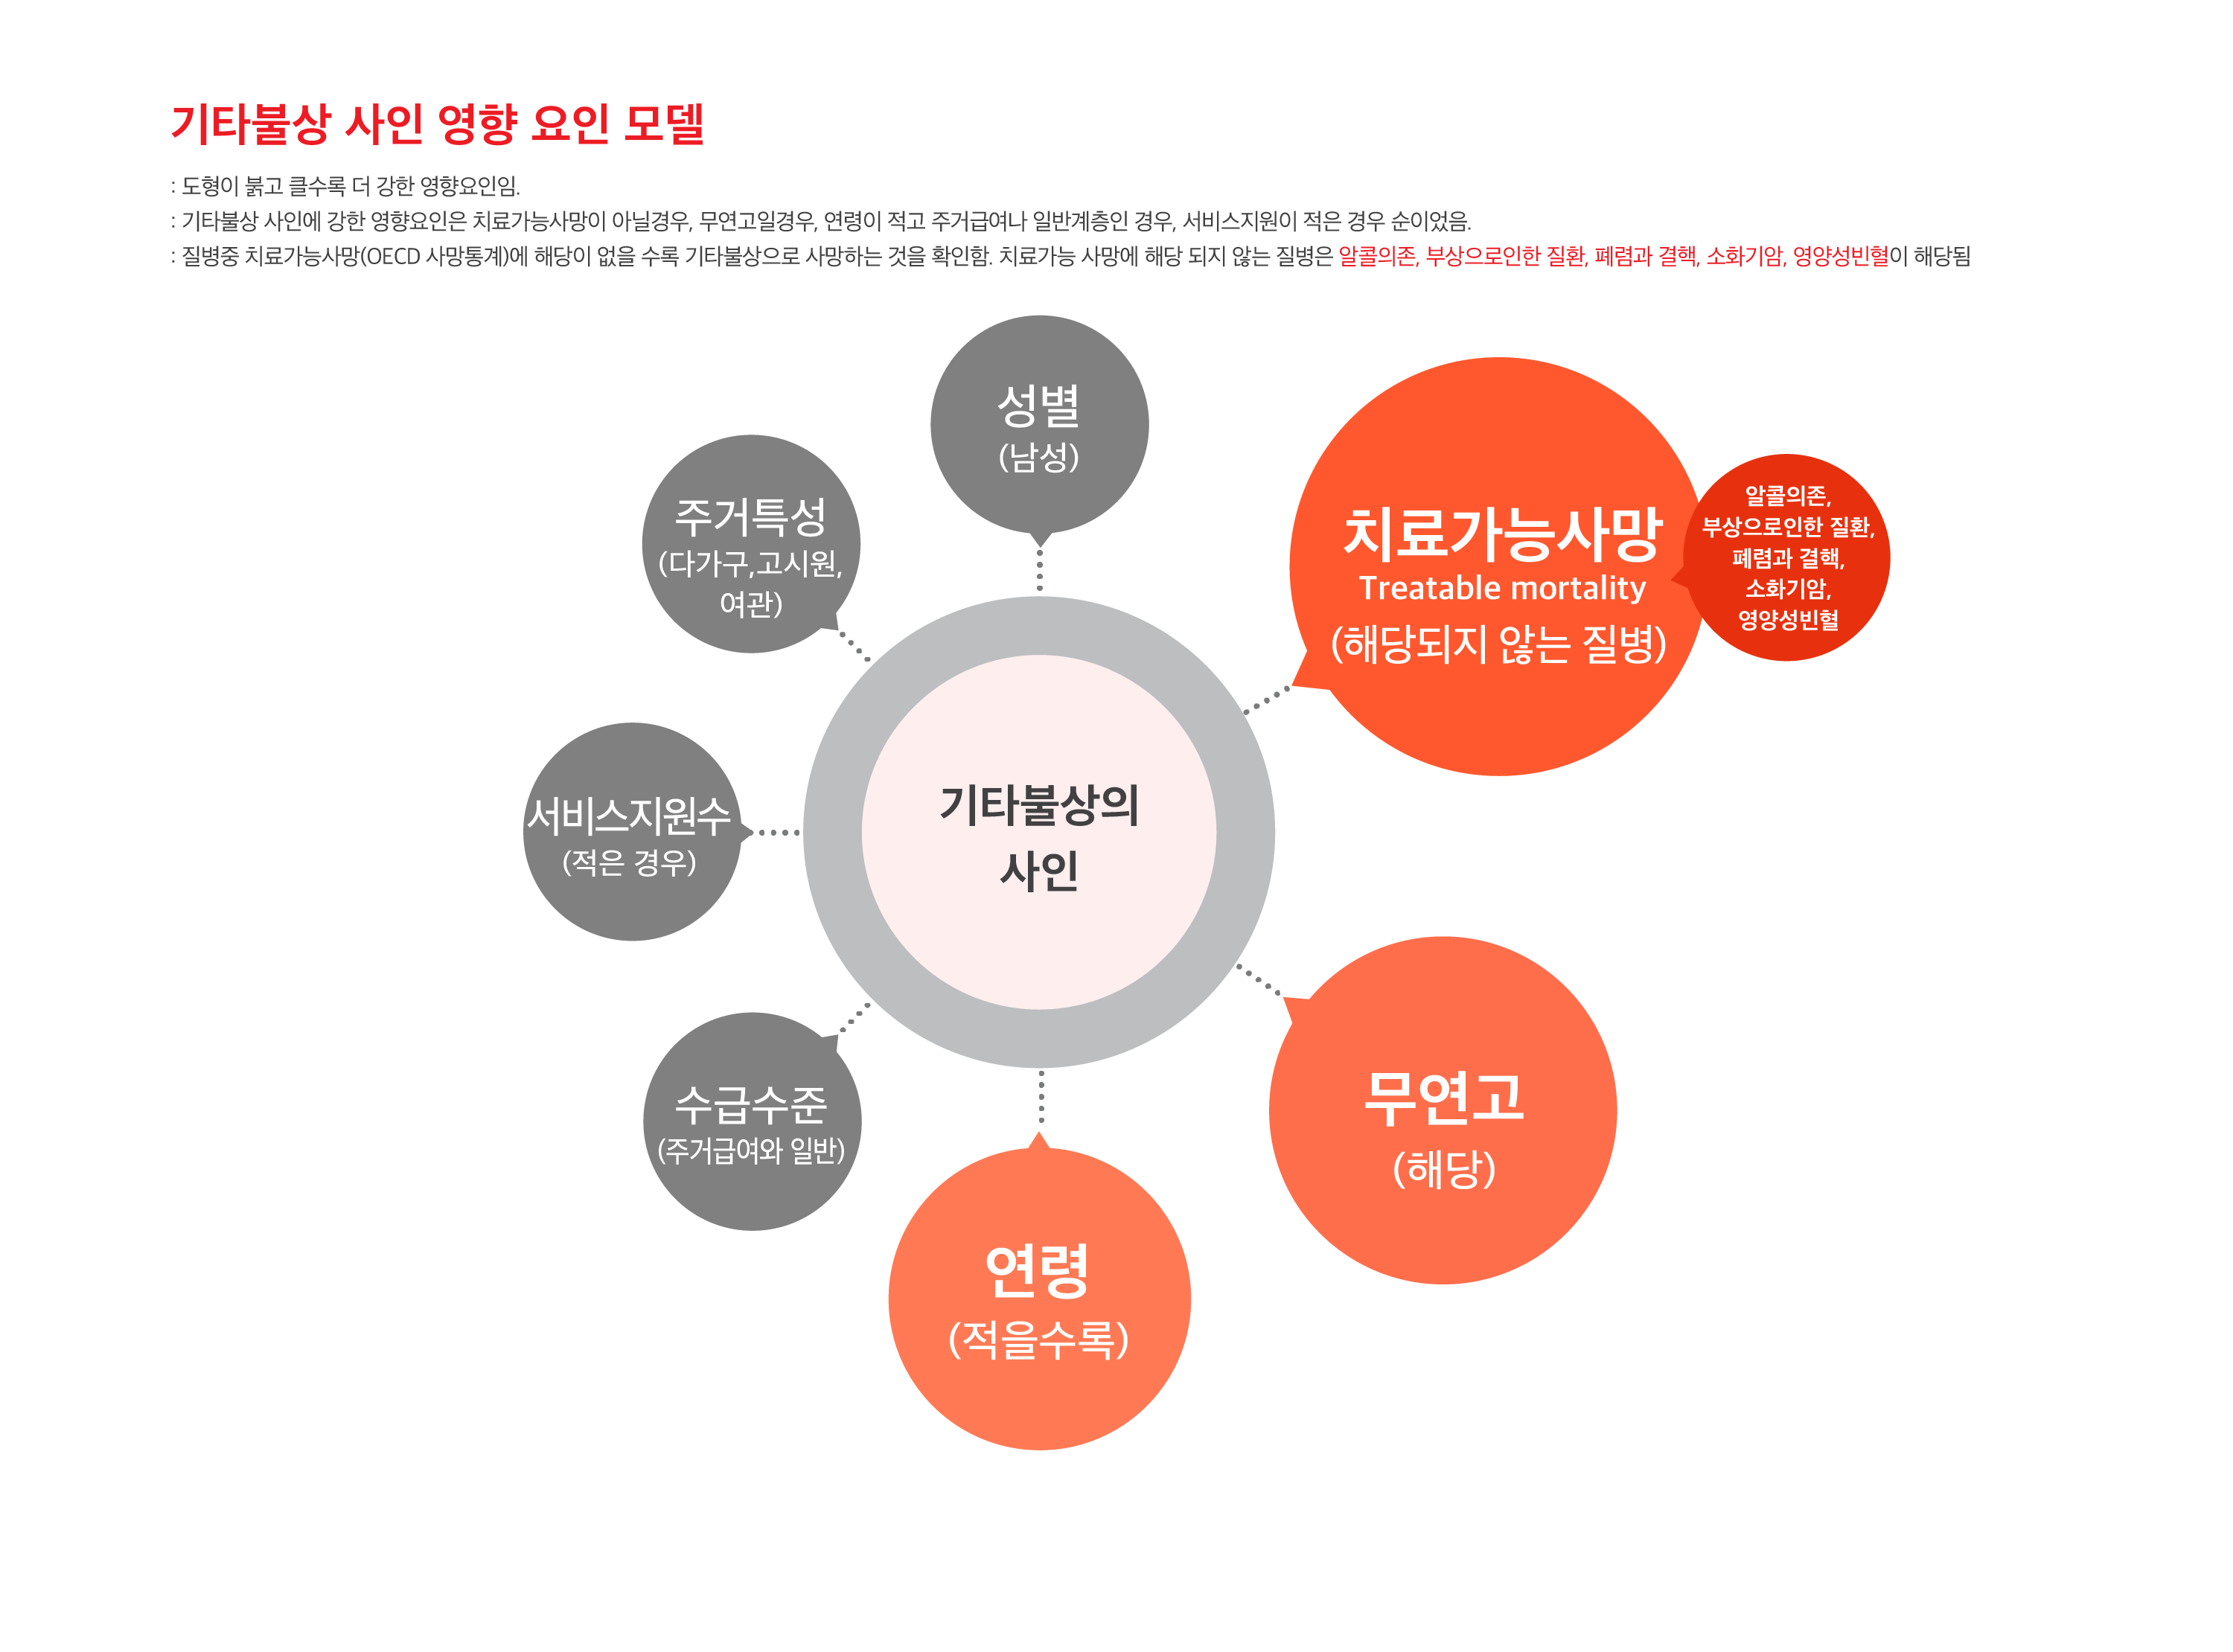 기타불상 사인 영향 요인 모델
: 도형이 붉고 클수록 더 강한 영향요인임.
: 기타불상 사인에 강한 영향요인은 치료가능사망이 아닐경우, 무연고일경우, 연령이 적고 주거급여나 일반계층인 경우, 서비스지원이 적은 경우 순이었음.
: 질병중 치료가능사망(OECD 사망통계)에 해당이 없을 수록 기타불상으로 사망하는 것을 확인함. 치료가능 사망에 해당 되지 않는 질병은 알콜의존, 부상으로인한 질환, 폐렴과 결핵, 소화기암, 영양성빈혈이 해당됨
성별
(남성)
주거특성
(다가구,고시원,
여관)
치료가능사망
Treatable mortality
(해당되지 않는 질병)
알콜의존,
부상으로인한 질환,
폐렴과 결핵,
소화기암,
영양성빈혈
서비스지원수
(적은 경우)
기타불상의
사인
수급수준
(주거급여와 일반)
무연고
(해당)
연령
(적을수록)